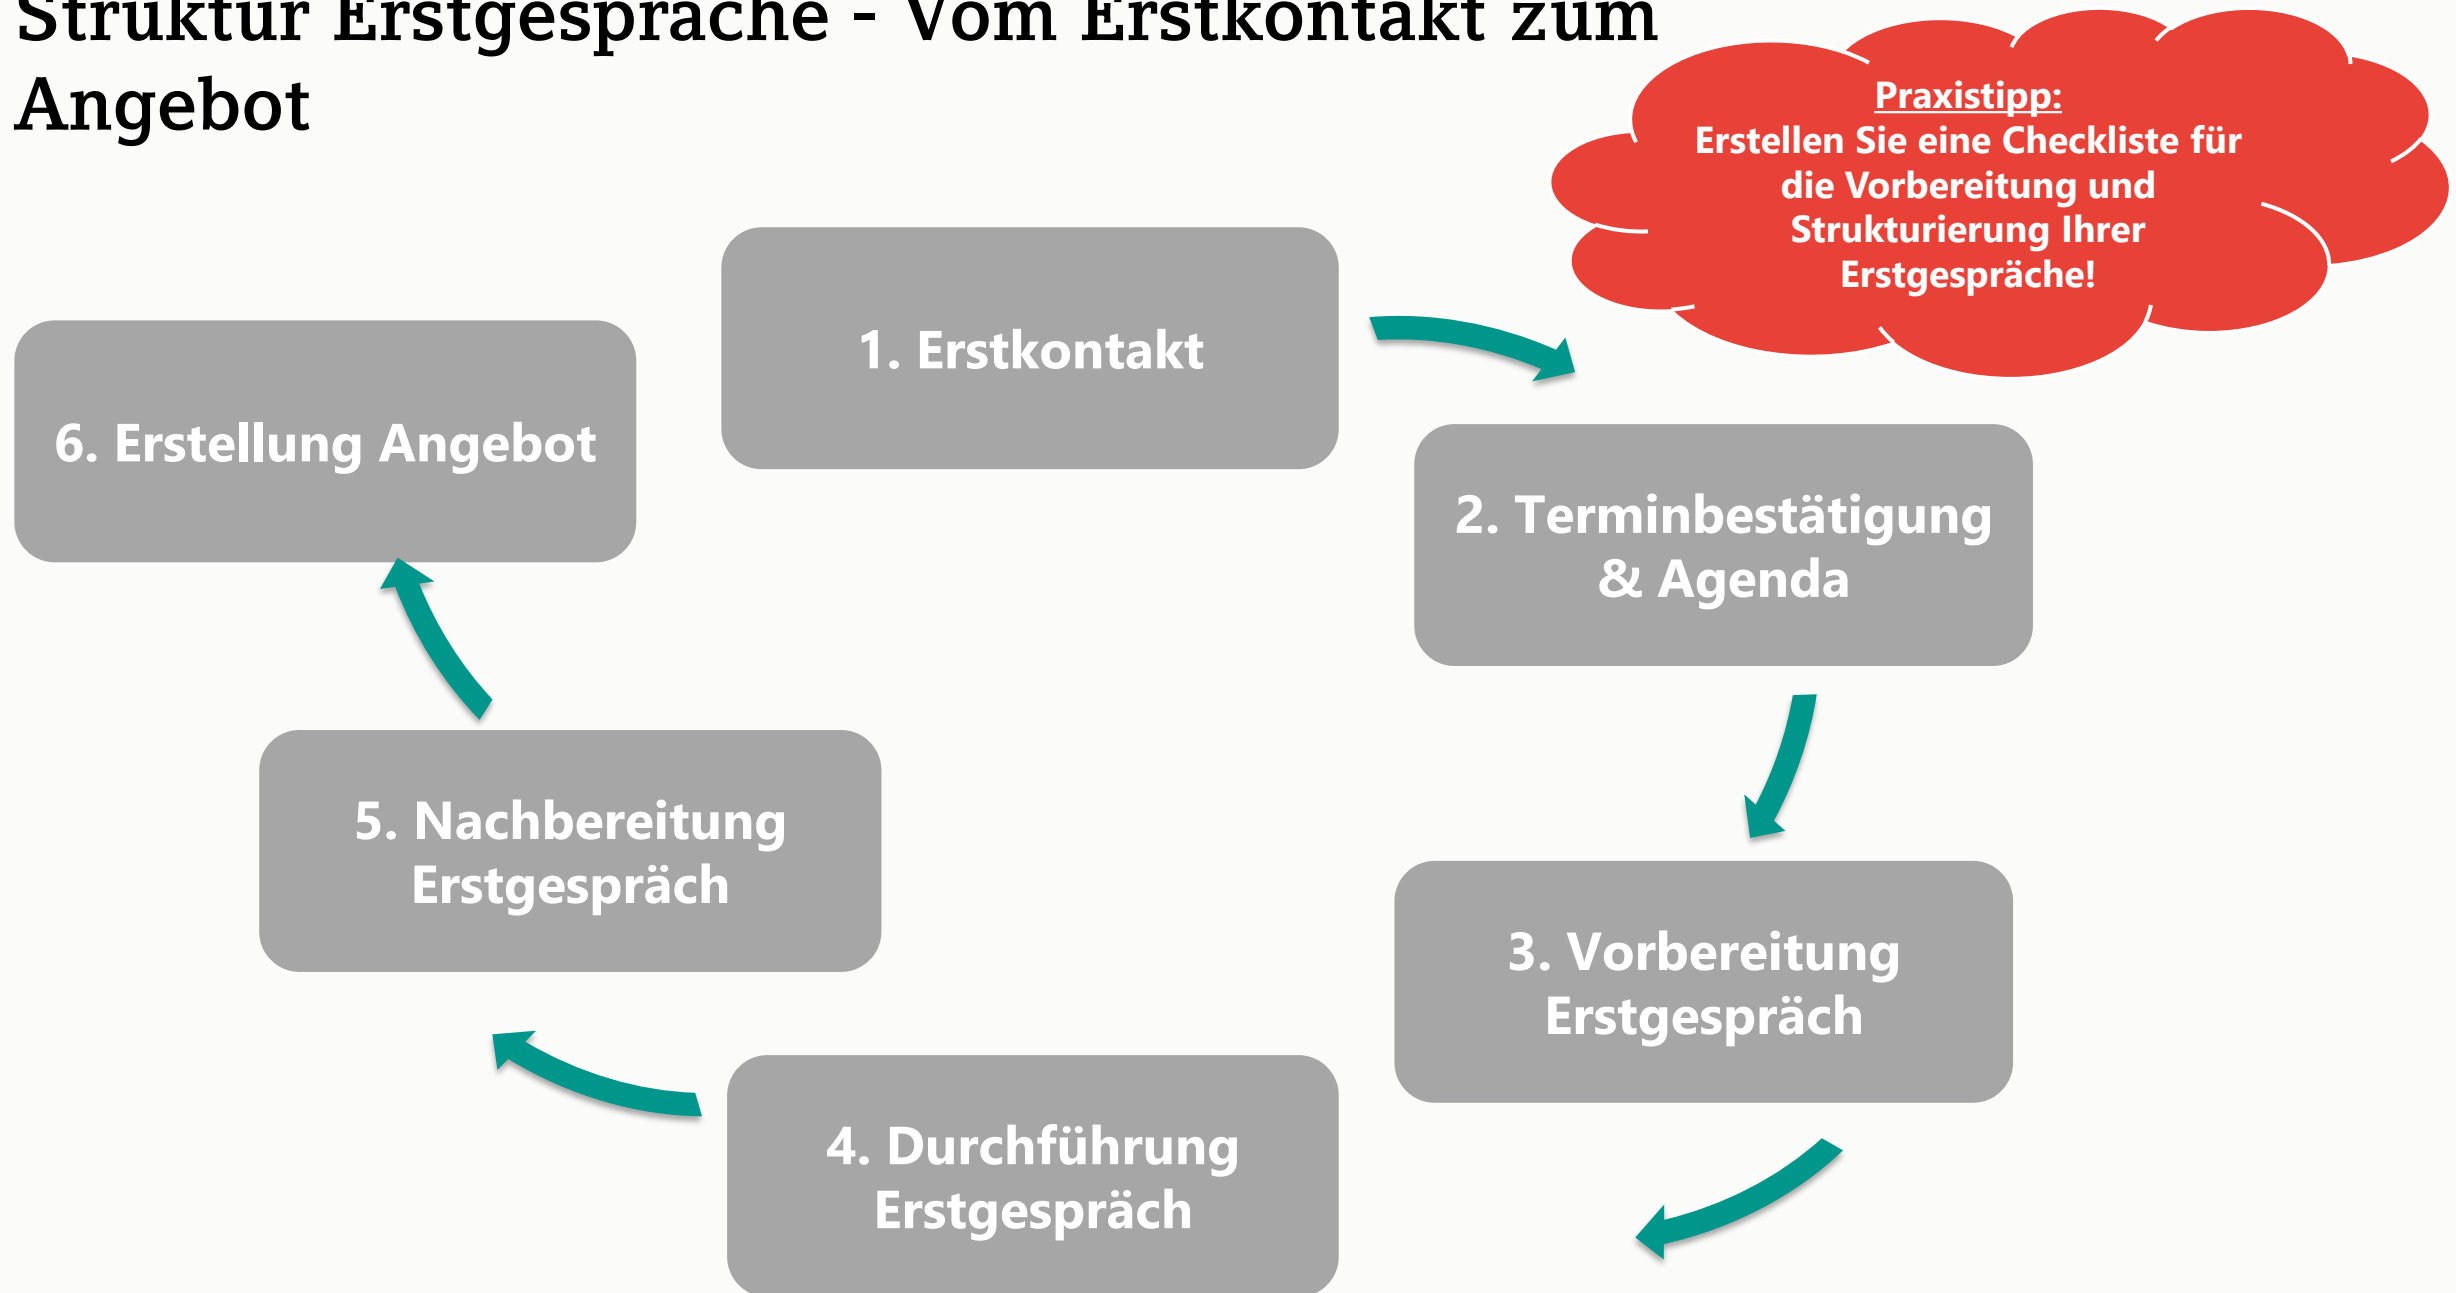 Struktur Erstgespräche - Vom Erstkontakt zum
Angebot
Praxistipp:
Erstellen Sie eine Checkliste für
die Vorbereitung und
Strukturierung Ihrer
Erstgespräche!
1. Erstkontakt
2. Terminbestätigung
& Agenda
3. Vorbereitung
Erstgespräch
4. Durchführung
Erstgespräch
5. Nachbereitung
Erstgespräch
6. Erstellung Angebot